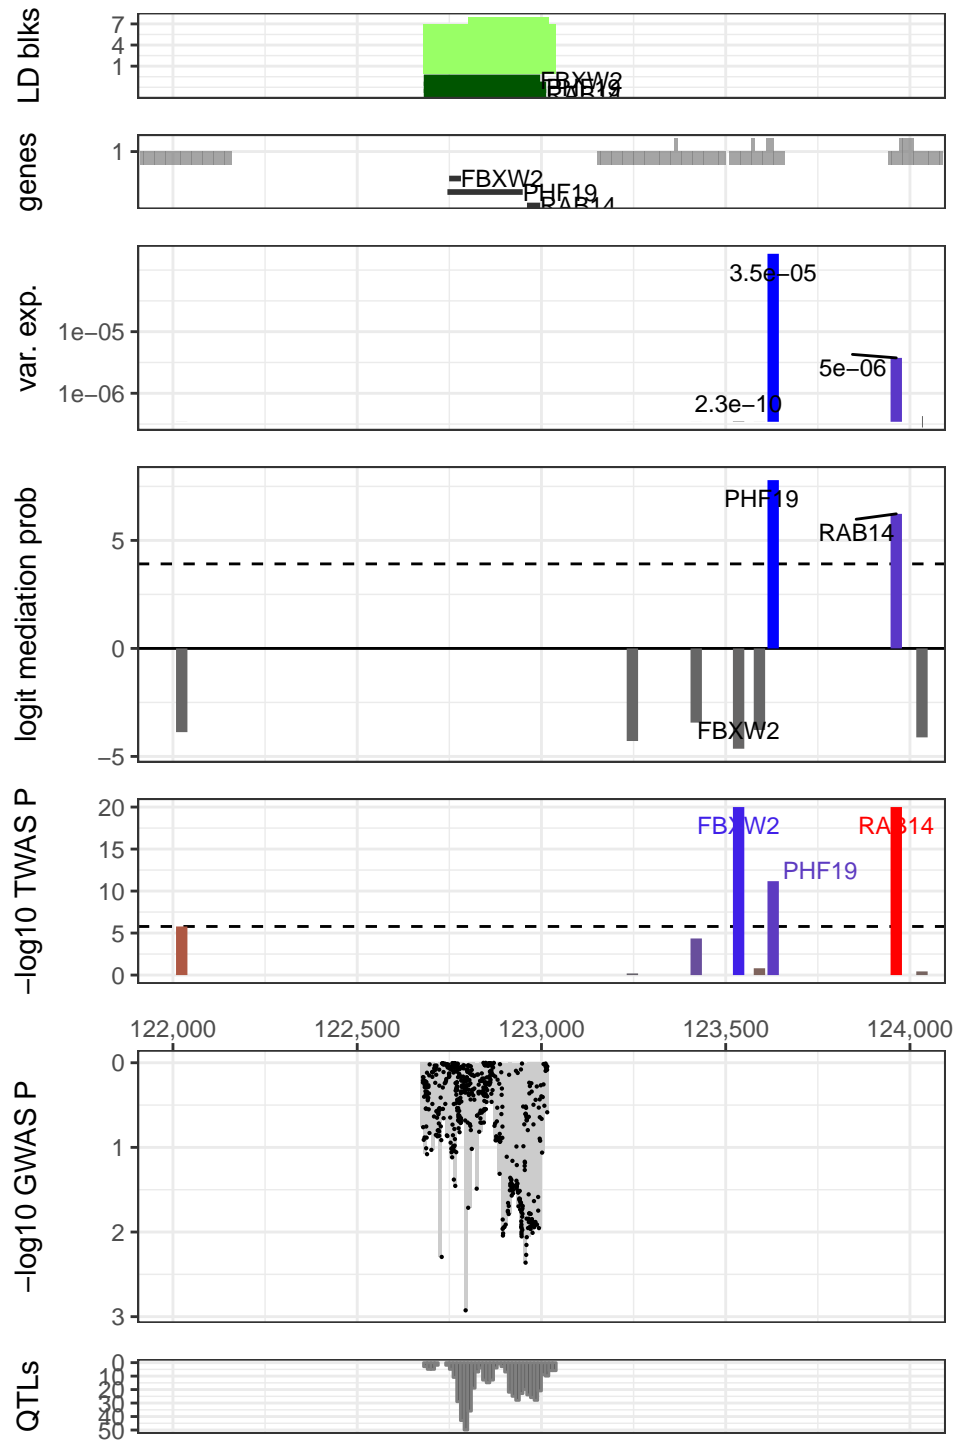 LD blks
7
4
1
FBXW2
PHF19
RAB14
genes
1
FBXW2
PHF19
RAB14
var. exp.
1e−05
1e−06
3.5e−05
5e−06
2.3e−10
logit mediation prob
5
0
−5
PHF19
RAB14
FBXW2
−log10 TWAS P
20
15
10
5
0
FBXW2
RAB14
PHF19
122,000 122,500 123,000 123,500 124,000
−log10 GWAS P
0
1
2
3
QTLs
0
10
20
30
40
50